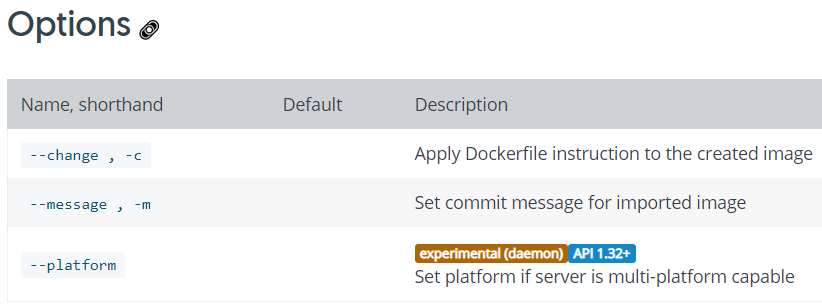 Options
Name, shorthand Default Description
--change , -c Apply Dockerfile instruction to the created image
--message , -m Set commit message for imported image
experimental (daemon) API 1.32+
--platform
Set platform if server is multi-platform capable